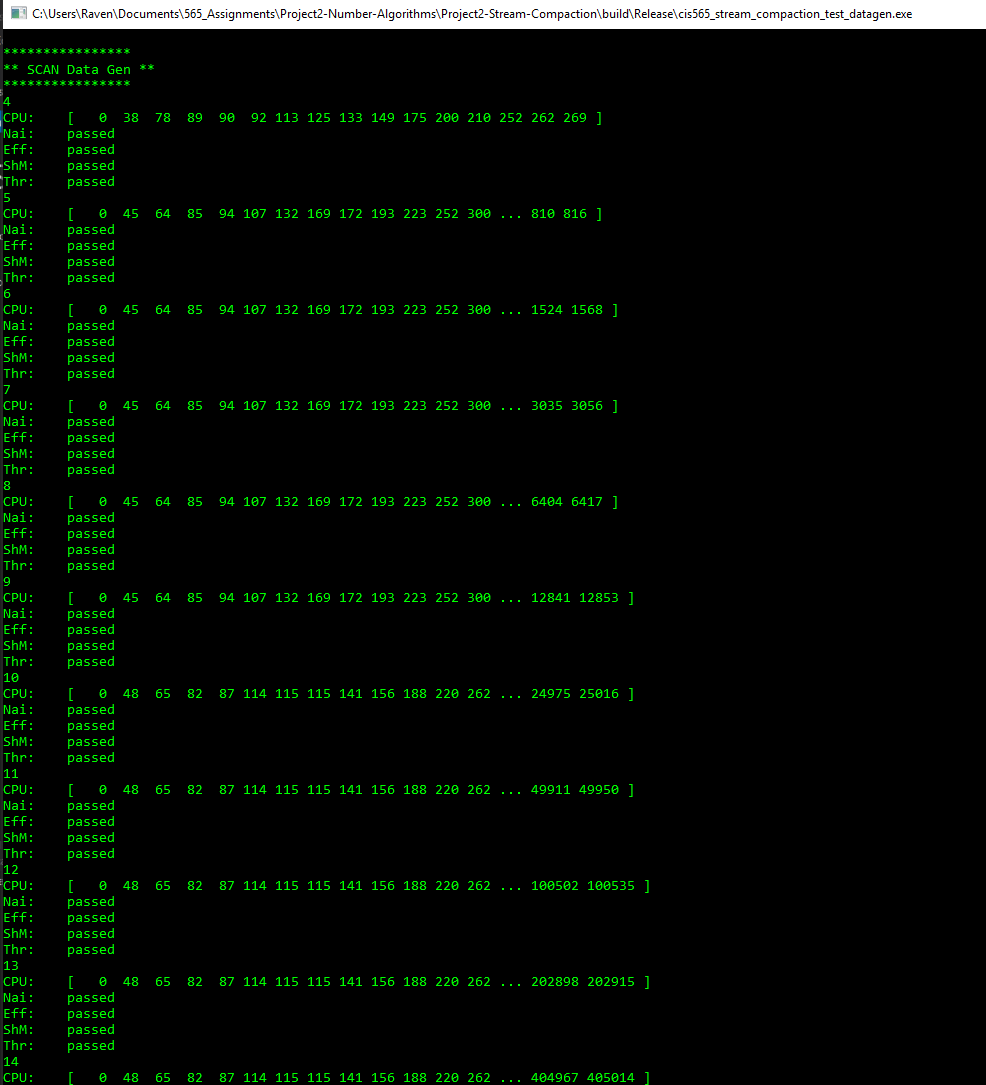 C:\Users\Raven\Documents\565_Assignments\Project2-Number-Algorithms\Project2-Stream-Compaction\build\Release\cis565_stream_compaction_test_datagen.exe
****************
** SCAN Data Gen **
****************
4
CPU:    [   0  38  78  89  90  92 113 125 133 149 175 200 210 252 262 269 ]
Nai:    passed
Eff:    passed
ShM:    passed
Thr:    passed
5
CPU:    [   0  45  64  85  94 107 132 169 172 193 223 252 300 ... 810 816 ]
Nai:    passed
Eff:    passed
ShM:    passed
Thr:    passed
6
CPU:    [   0  45  64  85  94 107 132 169 172 193 223 252 300 ... 1524 1568 ]
Nai:    passed
Eff:    passed
ShM:    passed
Thr:    passed
7
CPU:    [   0  45  64  85  94 107 132 169 172 193 223 252 300 ... 3035 3056 ]
Nai:    passed
Eff:    passed
ShM:    passed
Thr:    passed
8
CPU:    [   0  45  64  85  94 107 132 169 172 193 223 252 300 ... 6404 6417 ]
Nai:    passed
Eff:    passed
ShM:    passed
Thr:    passed
9
CPU:    [   0  45  64  85  94 107 132 169 172 193 223 252 300 ... 12841 12853 ]
Nai:    passed
Eff:    passed
ShM:    passed
Thr:    passed
10
CPU:    [   0  48  65  82  87 114 115 115 141 156 188 220 262 ... 24975 25016 ]
Nai:    passed
Eff:    passed
ShM:    passed
Thr:    passed
11
CPU:    [   0  48  65  82  87 114 115 115 141 156 188 220 262 ... 49911 49950 ]
Nai:    passed
Eff:    passed
ShM:    passed
Thr:    passed
12
CPU:    [   0  48  65  82  87 114 115 115 141 156 188 220 262 ... 100502 100535 ]
Nai:    passed
Eff:    passed
ShM:    passed
Thr:    passed
13
CPU:    [   0  48  65  82  87 114 115 115 141 156 188 220 262 ... 202898 202915 ]
Nai:    passed
Eff:    passed
ShM:    passed
Thr:    passed
14
CPU:    [   0  48  65  82  87 114 115 115 141 156 188 220 262 ... 404967 405014 ]